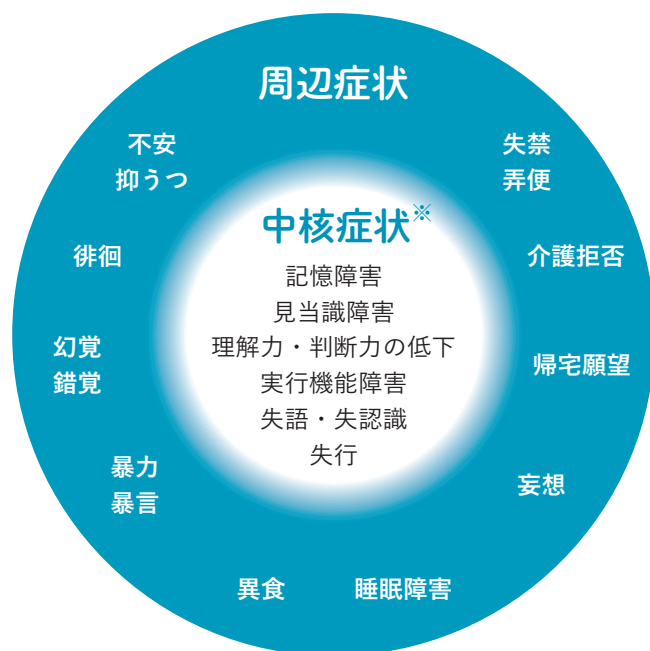 周辺症状
不安
抑うつ
失禁
弄便
徘徊
介護拒否
幻覚
錯覚
帰宅願望
暴力
暴言
妄想
異食
睡眠障害
中核症状※
記憶障害
見当識障害
理解力・判断力の低下
実行機能障害
失語・失認識
失行